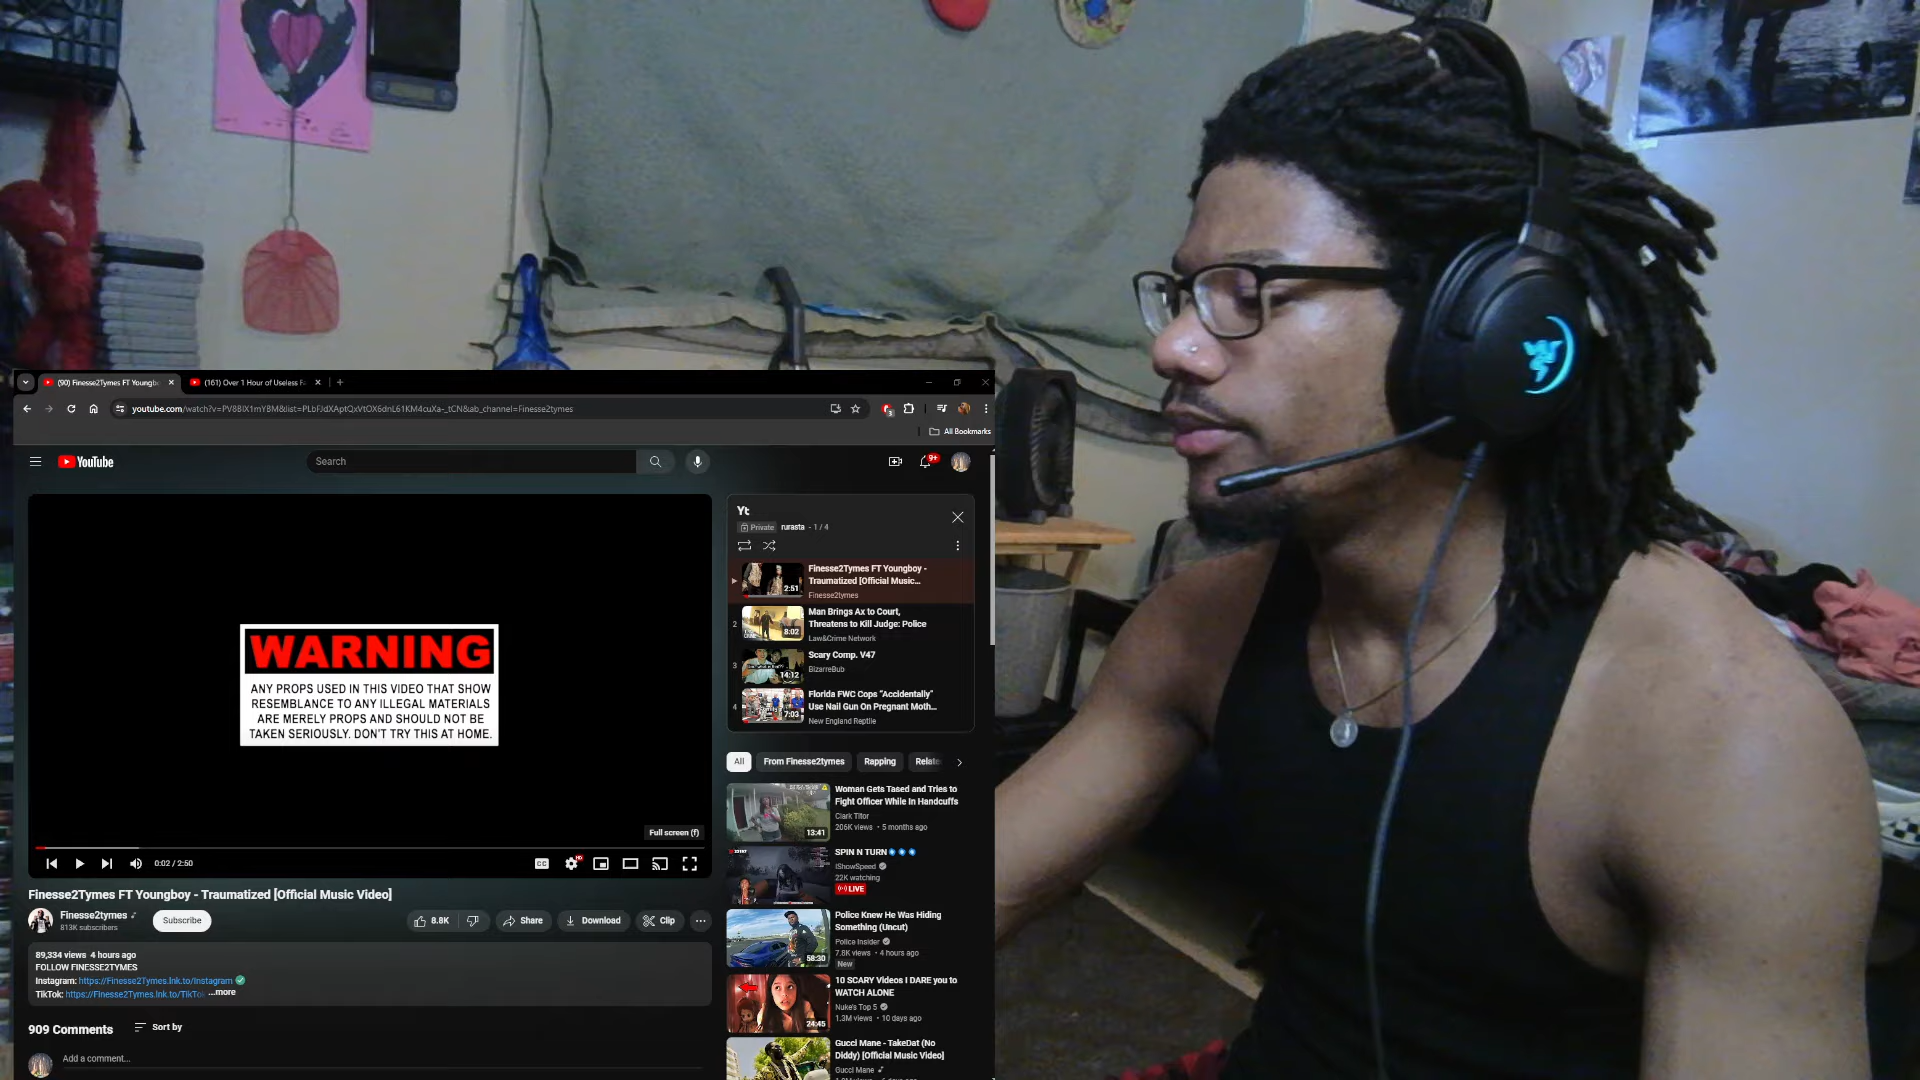 (90) Finesse2Tymes FT Youngb
(161) Over 1 Hour of Useless F
youtube.com/watch?v=PV8BIX1mYBM&list=PLbFJdXAptQxVtOX6dnL61KM4cuXa-_tCN&ab_channel=Finesse2tymes
All Bookmarks
YouTube
Search
9+
WARNING
ANY PROPS USED IN THIS VIDEO THAT SHOW
RESEMBLANCE TO ANY ILLEGAL MATERIALS
ARE MERELY PROPS AND SHOULD NOT BE
TAKEN SERIOUSLY. DON'T TRY THIS AT HOME.
Full screen (f)
0:02 / 2:50
CC
HD
Finesse2Tymes FT Youngboy - Traumatized [Official Music Video]
Finesse2tymes
813K subscribers
Subscribe
8.8K
Share
Download
Clip
89,334 views 4 hours ago
FOLLOW FINESSE2TYMES
Instagram: https://Finesse2Tymes.lnk.to/Instagram
TikTok: https://Finesse2Tymes.lnk.to/TikTo ...more
909 Comments
Sort by
Add a comment...
Yt
Private
rurasta - 1 / 4
2:51
Finesse2Tymes FT Youngboy -
Traumatized [Official Music...
Finesse2tymes
2
8:02
Man Brings Ax to Court,
Threatens to Kill Judge: Police
Law&Crime Network
3
14:12
Scary Comp. V47
BizarreBub
4
7:03
Florida FWC Cops "Accidentally"
Use Nail Gun On Pregnant Moth...
New England Reptile
All
From Finesse2tymes
Rapping
Relate
13:41
Woman Gets Tased and Tries to
Fight Officer While In Handcuffs
Clark Titor
206K views • 5 months ago
SPIN N TURN
IShowSpeed
22K watching
LIVE
58:30
Police Knew He Was Hiding
Something (Uncut)
Police Insider
7.8K views • 4 hours ago
New
24:45
10 SCARY Videos I DARE you to
WATCH ALONE
Nuke's Top 5
1.3M views • 10 days ago
Gucci Mane - TakeDat (No
Diddy) [Official Music Video]
Gucci Mane